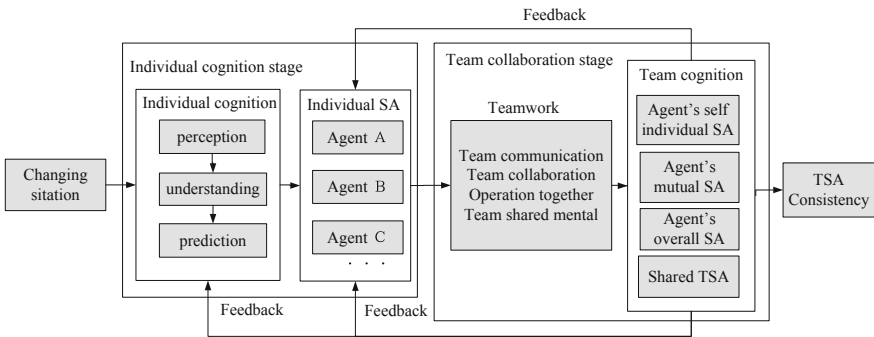 Feedback
Individual cognition stage
Team collaboration stage
Individual cognition
Individual SA
Team cognition
Changing
sitation
perception
understanding
prediction
Agent A
Agent B
Agent C
. . .
Teamwork
Team communication
Team collaboration
Operation together
Team shared mental
Agent's self
individual SA
Agent's
mutual SA
Agent's
overall SA
Shared TSA
TSA
Consistency
Feedback
Feedback